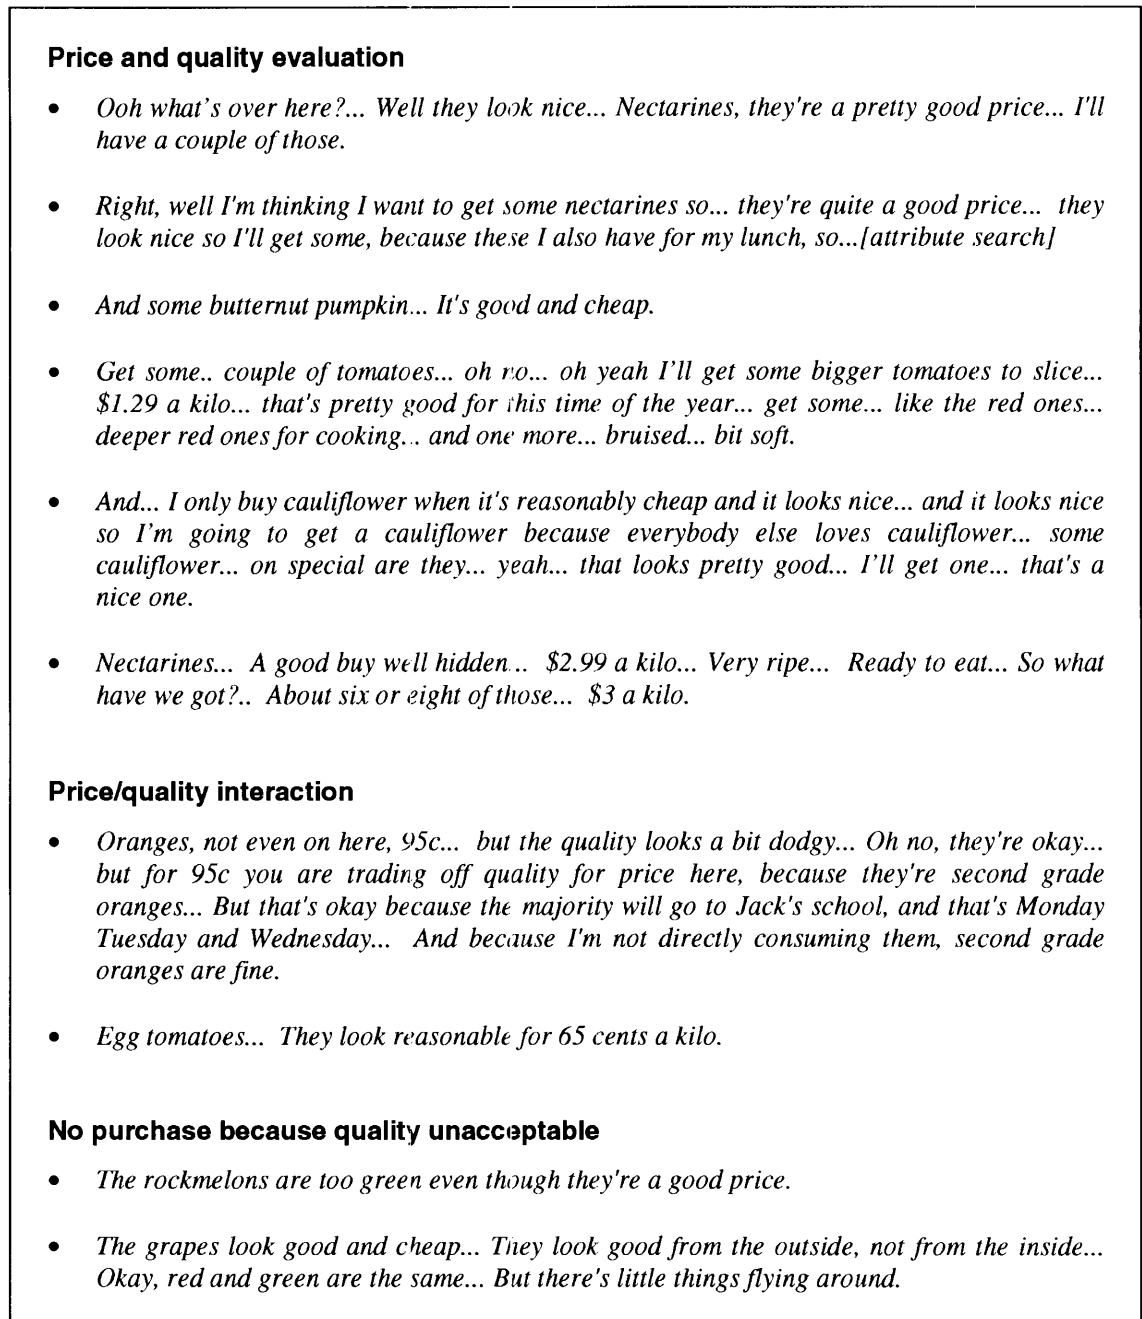 Price and quality evaluation
• Ooh what's over here?... Well they look nice... Nectarines, they're a pretty good price... I'll
have a couple of those.
• Right, well I'm thinking I want to get some nectarines so... they're quite a good price... they
look nice so I'll get some, because these I also have for my lunch, so...[attribute search]
• And some butternut pumpkin... It's good and cheap.
• Get some.. couple of tomatoes... oh no... oh yeah I'll get some bigger tomatoes to slice...
$1.29 a kilo... that's pretty good for this time of the year... get some... like the red ones...
deeper red ones for cooking... and one more... bruised... bit soft.
• And... I only buy cauliflower when it's reasonably cheap and it looks nice... and it looks nice
so I'm going to get a cauliflower because everybody else loves cauliflower... some
cauliflower... on special are they... yeah... that looks pretty good... I'll get one... that's a
nice one.
• Nectarines... A good buy well hidden... $2.99 a kilo... Very ripe... Ready to eat... So what
have we got?.. About six or eight of those... $3 a kilo.
Price/quality interaction
• Oranges, not even on here, 95c... but the quality looks a bit dodgy... Oh no, they're okay...
but for 95c you are trading off quality for price here, because they're second grade
oranges... But that's okay because the majority will go to Jack's school, and that's Monday
Tuesday and Wednesday... And because I'm not directly consuming them, second grade
oranges are fine.
• Egg tomatoes... They look reasonable for 65 cents a kilo.
No purchase because quality unacceptable
• The rockmelons are too green even though they're a good price.
• The grapes look good and cheap... They look good from the outside, not from the inside...
Okay, red and green are the same... But there's little things flying around.